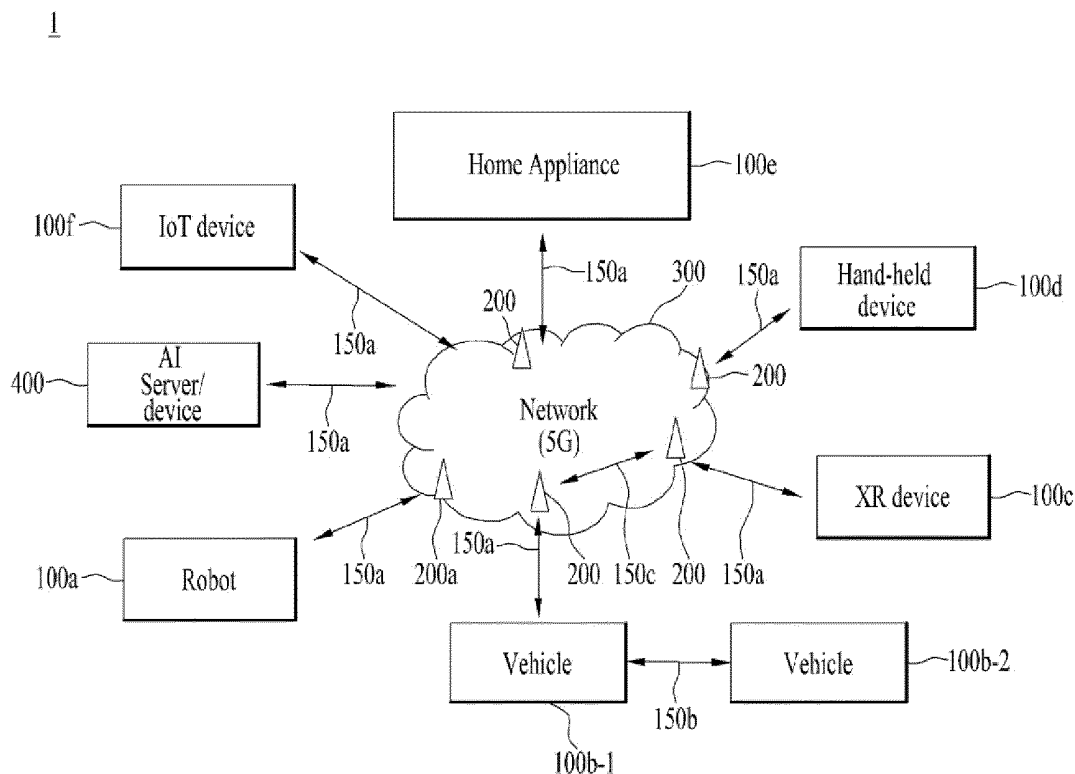 1
Home Appliance
100e
100f
IoT device
150a
300
150a
Hand-held
device
100d
200
150a
400
AI
Server/
device
150a
200
Network
(5G)
XR device
100c
150a
100a
Robot
150a
200a
200
150c
200
150a
Vehicle
Vehicle
100b-2
150b
100b-1